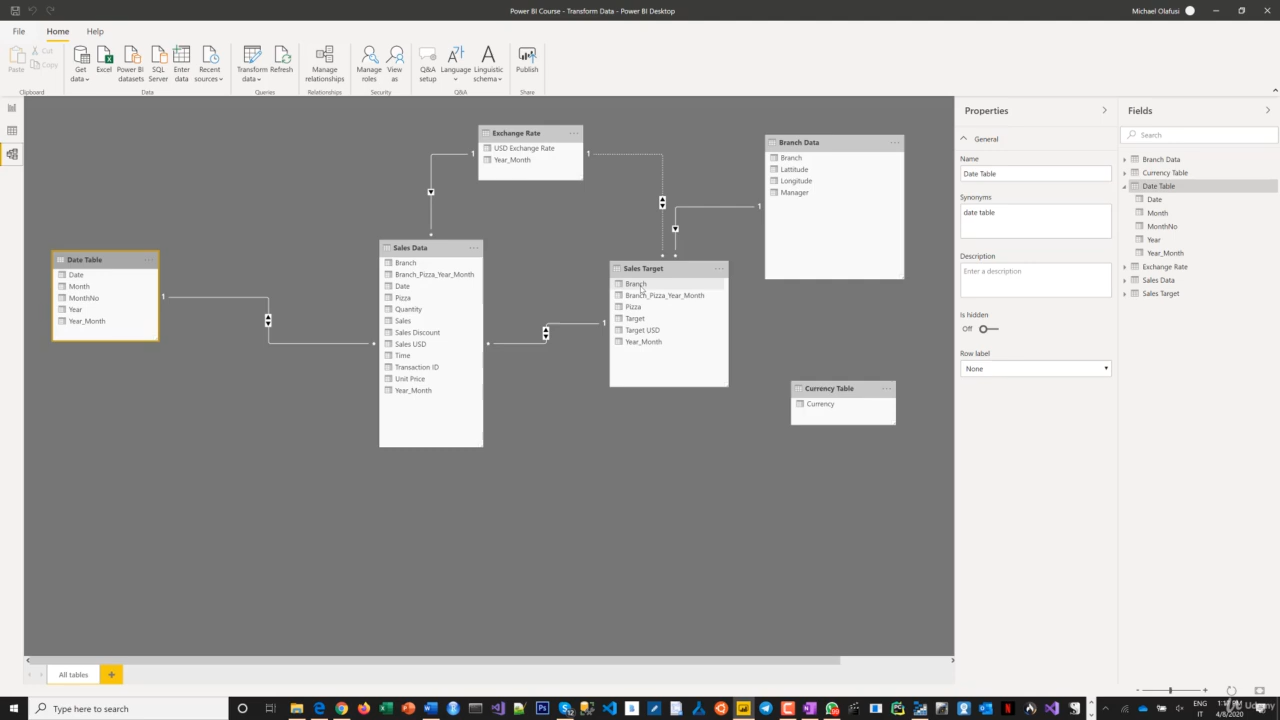 Power BI Course - Transform Data - Power BI Desktop
Michael Olafusi
File
Home
Help
Paste
Cut
Copy
Get data
Excel
Power BI datasets
SQL Server
Enter data
Recent sources
Transform data
Refresh
Manage relationships
Manage roles
View as
Q&A setup
Language
Linguistic schema
Publish
Clipboard
Data
Queries
Relationships
Security
Q&A
Share
Exchange Rate
USD Exchange Rate
Year_Month
1
1
Branch Data
Branch
Lattitude
Longitude
Manager
1
Date Table
Date
Month
MonthNo
Year
Year_Month
1
Sales Data
Branch
Branch_Pizza_Year_Month
Date
Pizza
Quantity
Sales
Sales Discount
Sales USD
Time
Transaction ID
Unit Price
Year_Month
Sales Target
Branch
Branch_Pizza_Year_Month
Pizza
Target
Target USD
Year_Month
1
Currency Table
Currency
All tables
Properties
General
Name
Date Table
Synonyms
date table
Description
Enter a description
Is hidden
Off
Row label
None
Fields
Search
Branch Data
Currency Table
Date Table
Date
Month
MonthNo
Year
Year_Month
Exchange Rate
Sales Data
Sales Target
Type here to search
ENG
IT
4/8/2020
Udemy